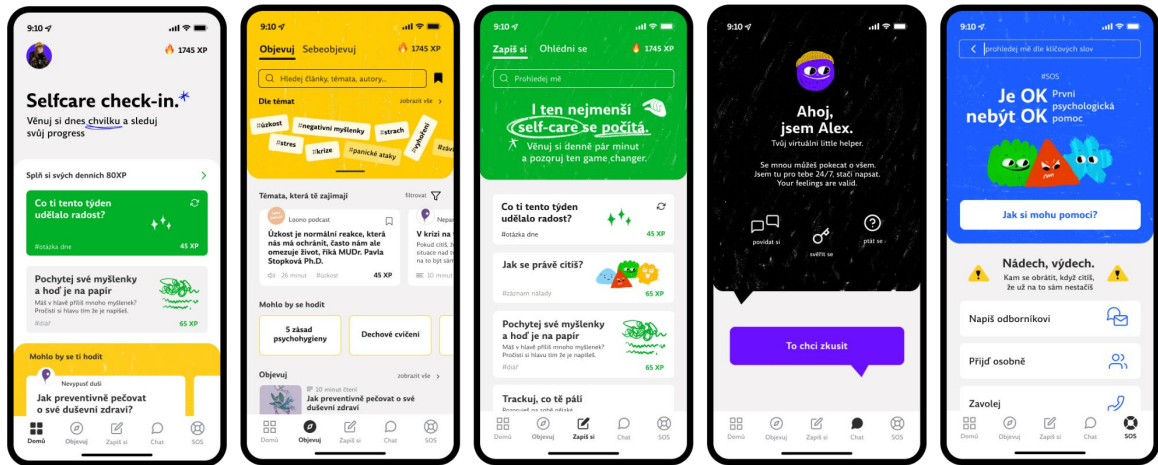 9:10
1745 XP
Selfcare check-in.*
Věnuj si dnes chvilku a sleduj
svůj progress
Splň si svých denních 80XP
Co ti tento týden
udělalo radost?
#otázka dne
45 XP
Pochytej své myšlenky
a hoď je na papír
Máš v hlavě příliš mnoho myšlenek?
Pročisti si hlavu tím že je napíšeš.
#diář
65 XP
Mohlo by se ti hodit
Nevypusť duši
Jak preventivně pečovat
o své duševní zdraví?
Domů
Objevuj
Zapiš si
Chat
SOS
9:10
Objevuj
Sebeobjevuj
1745 XP
Hledej články, témata, autory...
Dle témat
zobrazit vše >
#úzkost
#negativní myšlenky
#strach
#vyhoření
#stres
#krize
#panické ataky
#závi
Témata, která tě zajímají
filtrovat
Loono podcast
Úzkost je normální reakce, která
nás má ochránit, často nám ale
omezuje život, říká MUDr. Pavla
Stopková Ph.D.
26 minut
#úzkost
45 XP
Nepan
V krizi na
Pokud cítíš, ž
situace nad tv
na to být sám
10 minut
Mohlo by se hodit
5 zásad
psychohygieny
Dechové cvičení
Objevuj
zobrazit vše >
10 minut čtení
Jak preventivně pečovat o své
duševní zdraví
Domů
Objevuj
Zapiš si
Chat
SOS
9:10
Zapiš si
Ohlédni se
1745 XP
Prohledej mě
I ten nejmenší
self-care se počítá.
* Věnuj si denně pár minut
a pozoruj ten game changer.
Co ti tento týden
udělalo radost?
#otázka dne
45 XP
Jak se právě cítíš?
#záznam nálady
65 XP
Pochytej své myšlenky
a hoď je na papír
Máš v hlavě příliš mnoho myšlenek?
Pročisti si hlavu tím že je napíšeš.
#diář
65 XP
Trackuj, co tě pálí
Domů
Objevuj
Zapiš si
Chat
SOS
9:10
Ahoj,
jsem Alex.
Tvůj virtuální little helper.
Se mnou můžeš pokecat o všem.
Jsem tu pro tebe 24/7, stačí napsat.
Your feelings are valid.
povídat si
svěřit se
ptát se
To chci zkusit
Domů
Objevuj
Zapiš si
Chat
SOS
9:10
prohledej mě dle klíčových slov
#SOS
Je OK
nebýt OK
První
psychologická
pomoc
Jak si mohu pomoci?
Nádech, výdech.
Kam se obrátit, když cítíš,
že už na to sám nestačíš
Napiš odborníkovi
Přijď osobně
Zavolej
Domů
Objevuj
Zapiš si
Chat
SOS